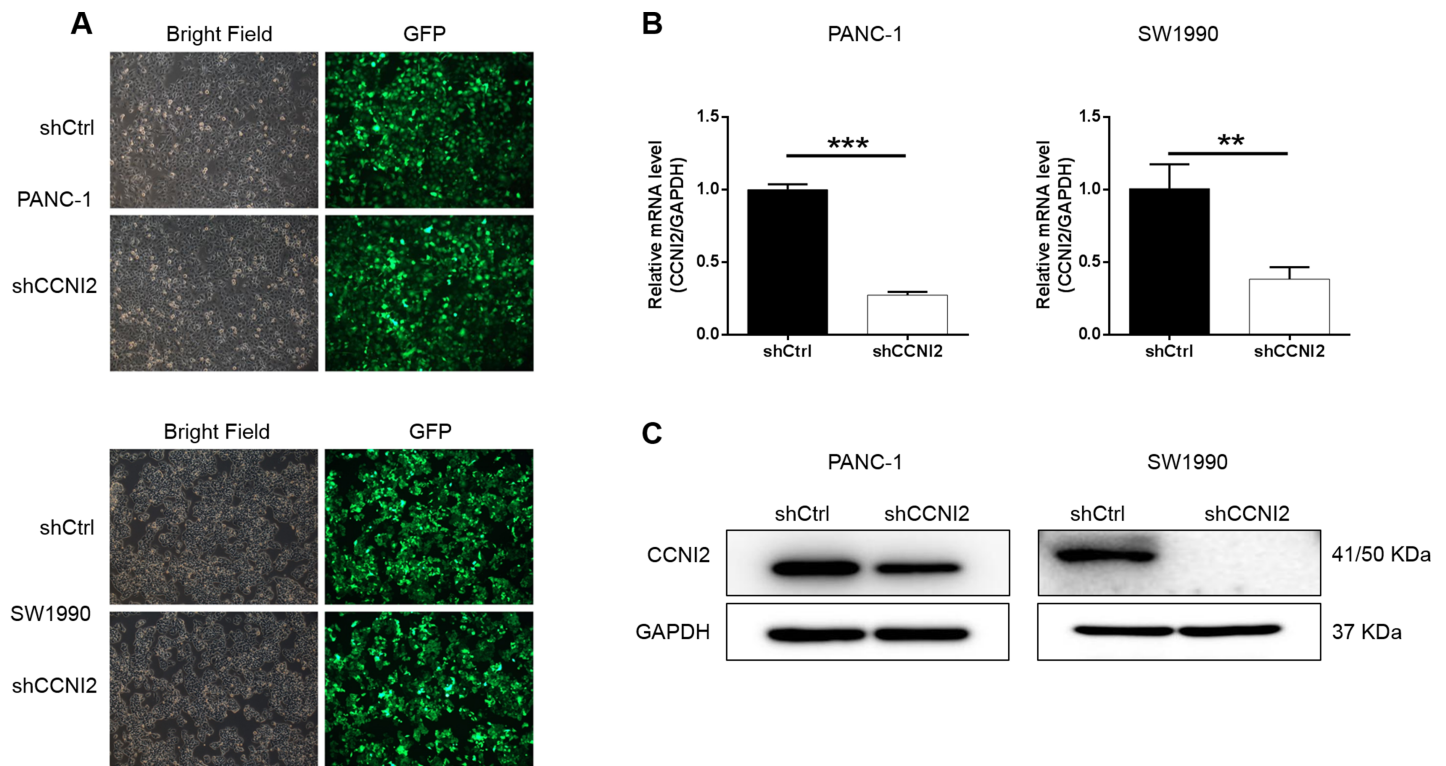 A
Bright Field GFP
shCtrl
PANC-1
shCCNI2
Bright Field GFP
shCtrl
SW1990
shCCNI2
B
PANC-1 SW1990
Relative mRNA level
(CCNI2/GAPDH)
1.5
1.0
0.5
0.0
***
shCtrl shCCNI2
Relative mRNA level
(CCNI2/GAPDH)
1.5
1.0
0.5
0.0
**
shCtrl shCCNI2
C
PANC-1 SW1990
shCtrl shCCNI2 shCtrl shCCNI2
CCNI2 41/50 KDa
GAPDH 37 KDa